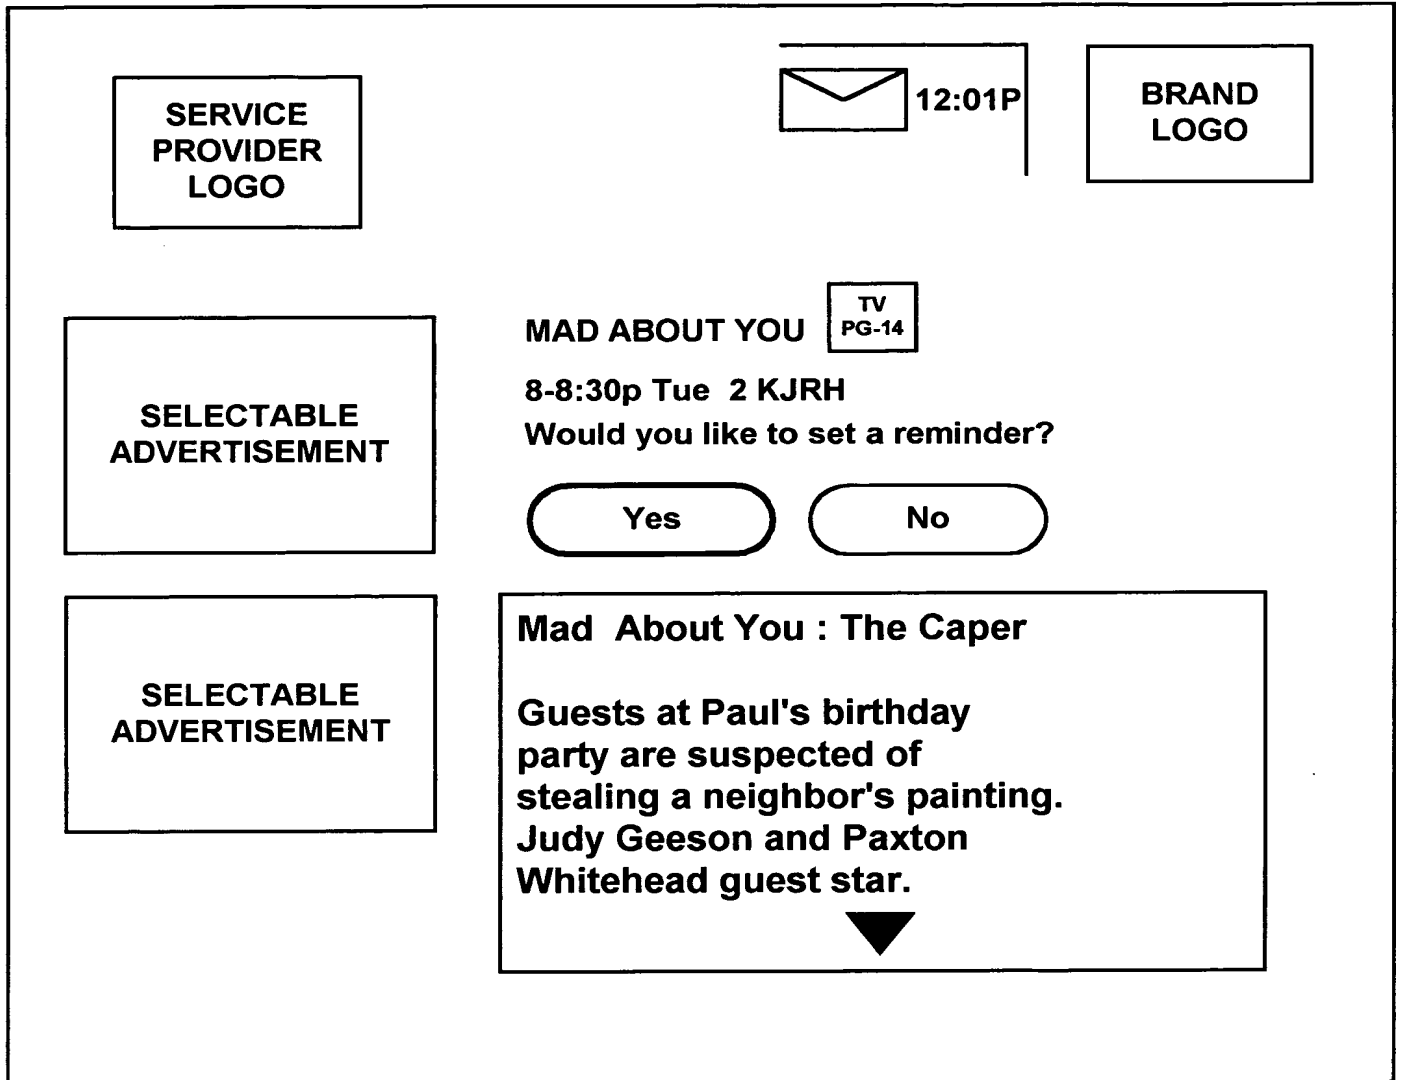 SERVICE
PROVIDER
LOGO
12:01P
BRAND
LOGO
SELECTABLE
ADVERTISEMENT
MAD ABOUT YOU
TV
PG-14
8-8:30p Tue 2 KJRH
Would you like to set a reminder?
Yes
No
SELECTABLE
ADVERTISEMENT
Mad About You : The Caper
Guests at Paul's birthday
party are suspected of
stealing a neighbor's painting.
Judy Geeson and Paxton
Whitehead guest star.